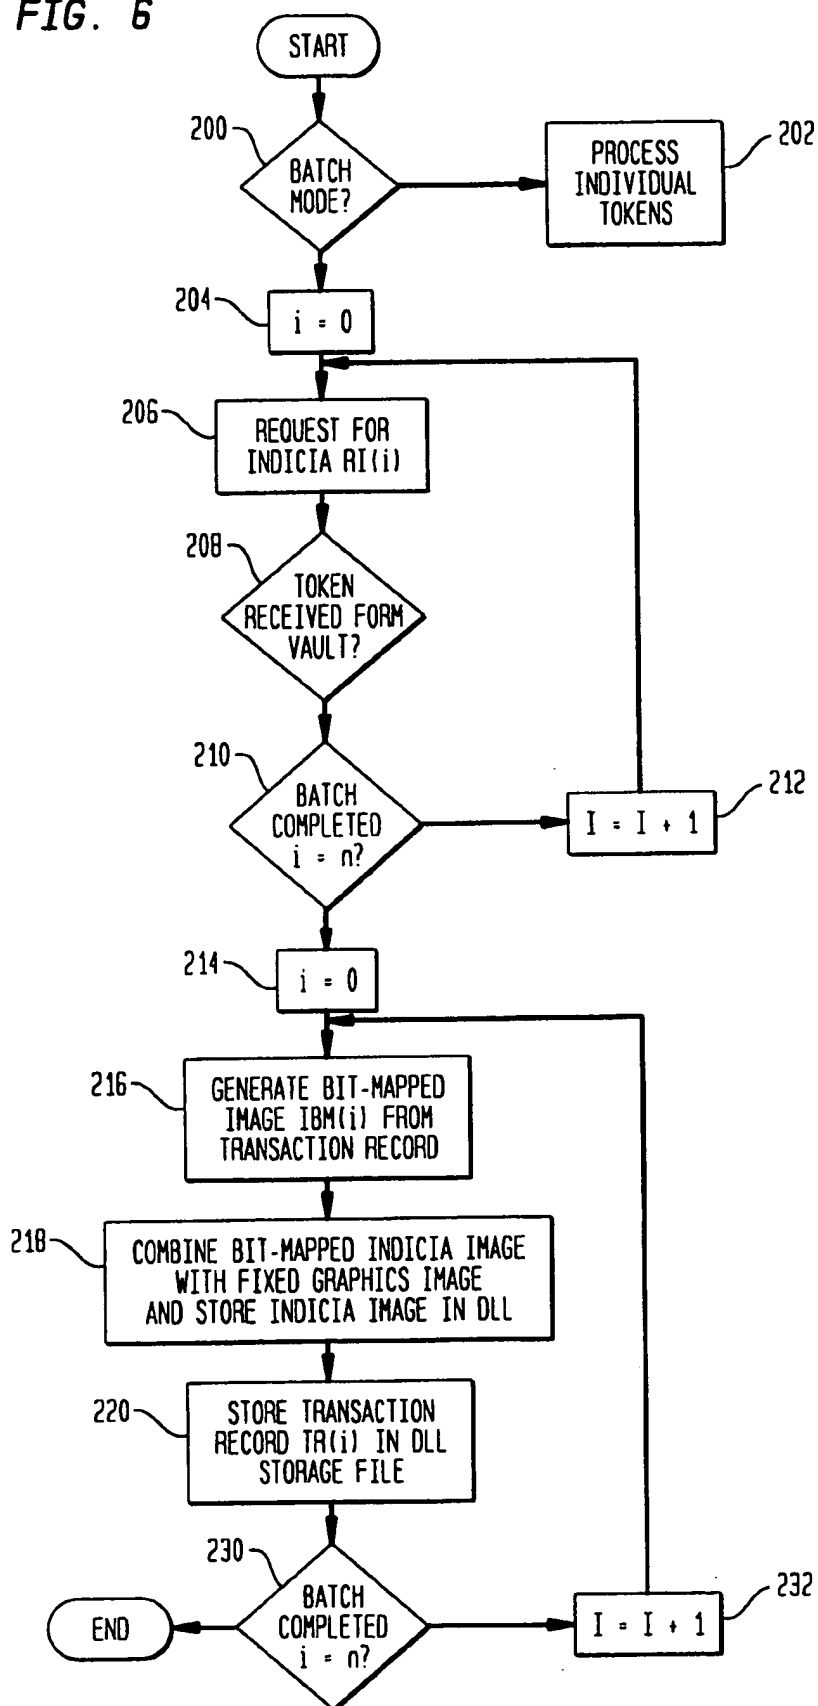 FIG. 6
START
200
BATCH
MODE?
202
PROCESS
INDIVIDUAL
TOKENS
204
i = 0
206
REQUEST FOR
INDICIA RI(i)
208
TOKEN
RECEIVED FORM
VAULT?
210
BATCH
COMPLETED
i = n?
212
I = I + 1
214
i = 0
216
GENERATE BIT-MAPPED
IMAGE IBM(i) FROM
TRANSACTION RECORD
218
COMBINE BIT-MAPPED INDICIA IMAGE
WITH FIXED GRAPHICS IMAGE
AND STORE INDICIA IMAGE IN DLL
220
STORE TRANSACTION
RECORD TR(i) IN DLL
STORAGE FILE
230
BATCH
COMPLETED
i = n?
END
232
I = I + 1